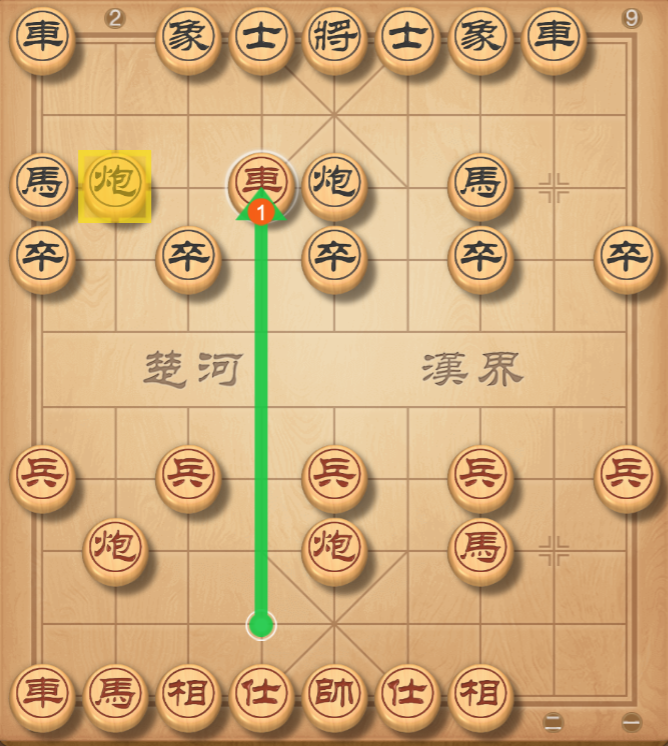 車 2 象 士 將 士 象 車 9
馬 炮 車 炮 馬
1
卒 卒 卒 卒 卒
楚河 漢界
兵 兵 兵 兵 兵
炮 炮 馬
車 馬 相 仕 帥 仕 相 二 一